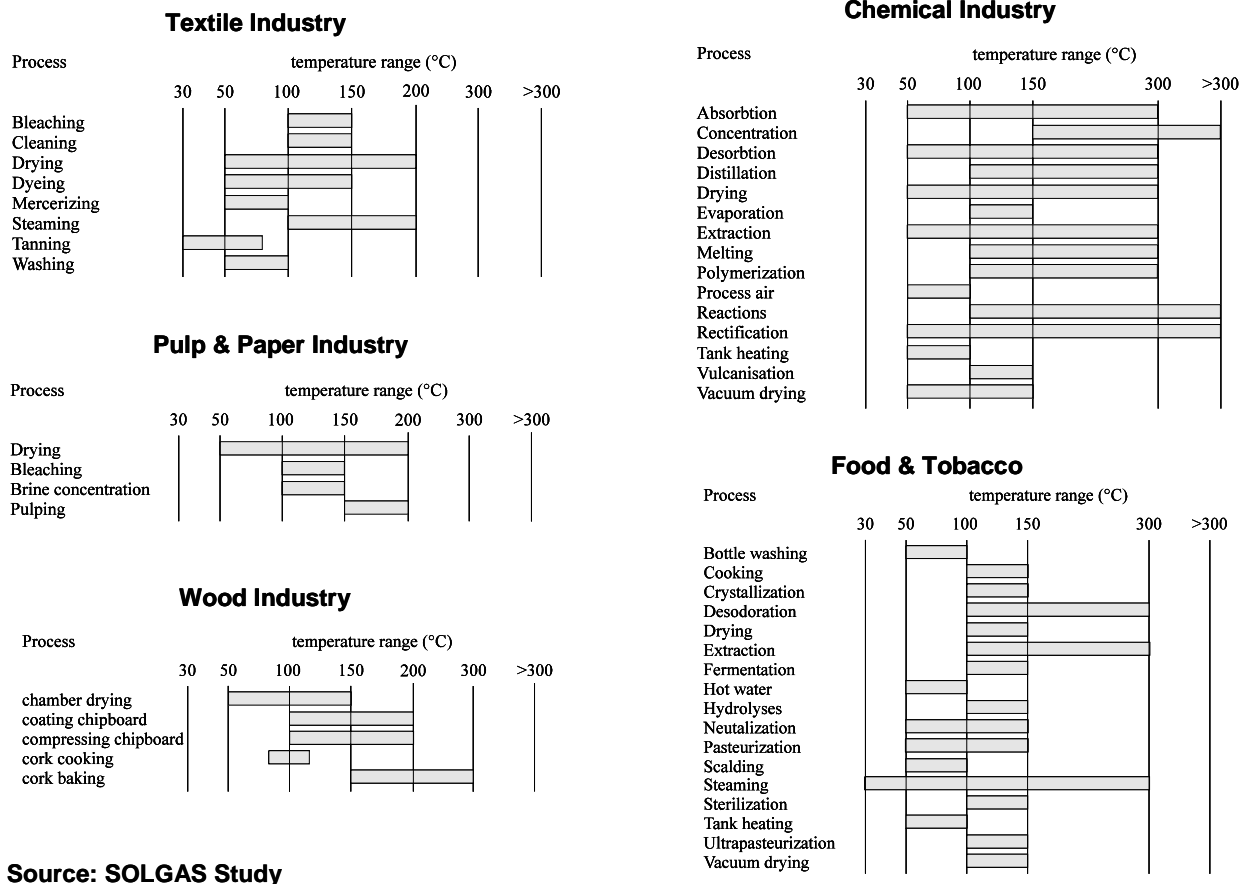 Textile Industry
Process temperature range (°C)
30 50 100 150 200 300 >300
Bleaching
Cleaning
Drying
Dyeing
Mercerizing
Steaming
Tanning
Washing
Pulp & Paper Industry
Process temperature range (°C)
30 50 100 150 200 300 >300
Drying
Bleaching
Brine concentration
Pulping
Wood Industry
Process temperature range (°C)
30 50 100 150 200 300 >300
chamber drying
coating chipboard
compressing chipboard
cork cooking
cork baking
Source: SOLGAS Study
Chemical Industry
Process temperature range (°C)
30 50 100 150 300 >300
Absorbtion
Concentration
Desorbtion
Distillation
Drying
Evaporation
Extraction
Melting
Polymerization
Process air
Reactions
Rectification
Tank heating
Vulcanisation
Vacuum drying
Food & Tobacco
Process temperature range (°C)
30 50 100 150 300 >300
Bottle washing
Cooking
Crystallization
Desodoration
Drying
Extraction
Fermentation
Hot water
Hydrolyses
Neutalization
Pasteurization
Scalding
Steaming
Sterilization
Tank heating
Ultrapasteurization
Vacuum drying